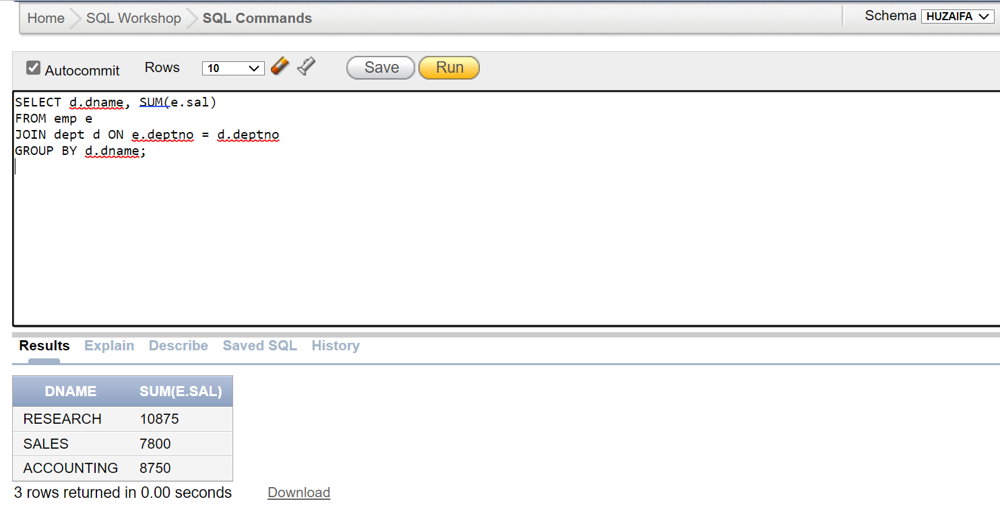 Home SQL Workshop SQL Commands Schema HUZAIFA
Autocommit Rows 10 Save Run
SELECT d.dname, SUM(e.sal)
FROM emp e
JOIN dept d ON e.deptno = d.deptno
GROUP BY d.dname;
Results Explain Describe Saved SQL History
DNAME SUM(E.SAL)
RESEARCH 10875
SALES 7800
ACCOUNTING 8750
3 rows returned in 0.00 seconds Download